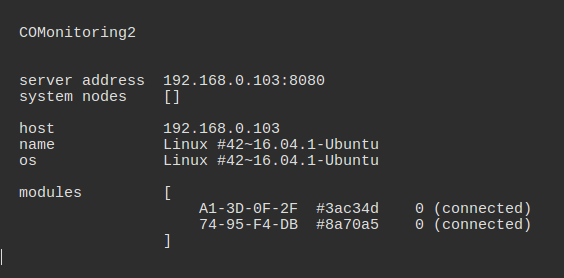 COMonitoring2
server address 192.168.0.103:8080
system nodes []
host 192.168.0.103
name Linux #42~16.04.1-Ubuntu
os Linux #42~16.04.1-Ubuntu
modules [
A1-3D-0F-2F #3ac34d 0 (connected)
74-95-F4-DB #8a70a5 0 (connected)
]